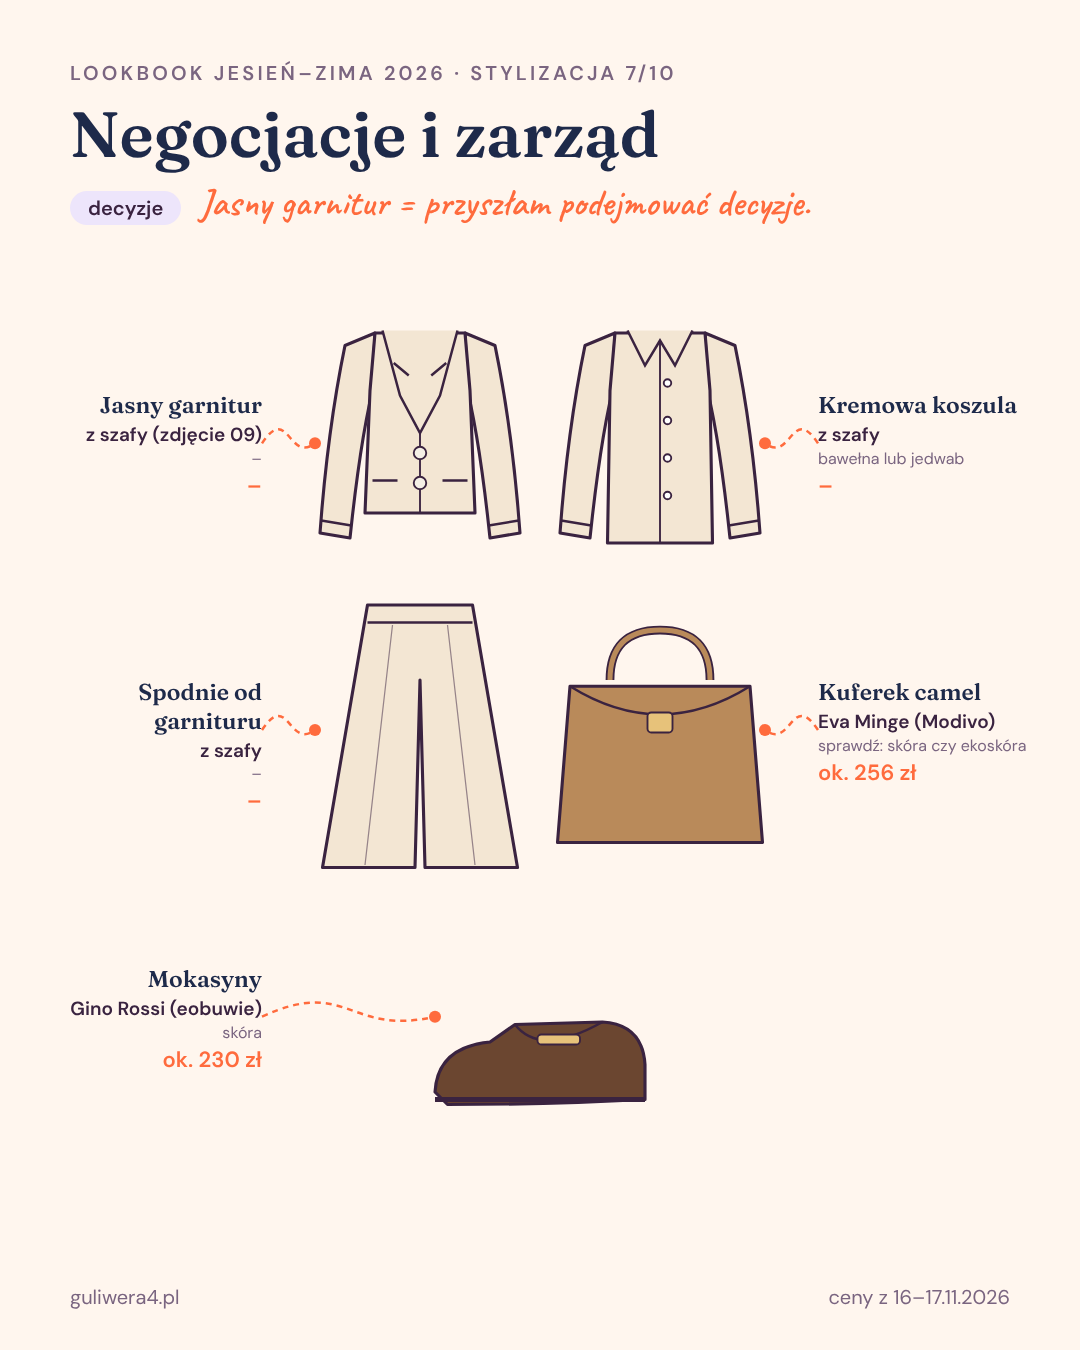 LOOKBOOK JESIEŃ–ZIMA 2026 · STYLIZACJA 7/10
Negocjacje i zarząd
decyzje
Jasny garnitur = przyszłam podejmować decyzje.
Jasny garnitur
z szafy (zdjęcie 09)
–
–
Kremowa koszula
z szafy
bawełna lub jedwab
–
Spodnie od
garnituru
z szafy
–
–
Kuferek camel
Eva Minge (Modivo)
sprawdź: skóra czy ekoskóra
ok. 256 zł
Mokasyny
Gino Rossi (eobuwie)
skóra
ok. 230 zł
guliwera4.pl
ceny z 16–17.11.2026